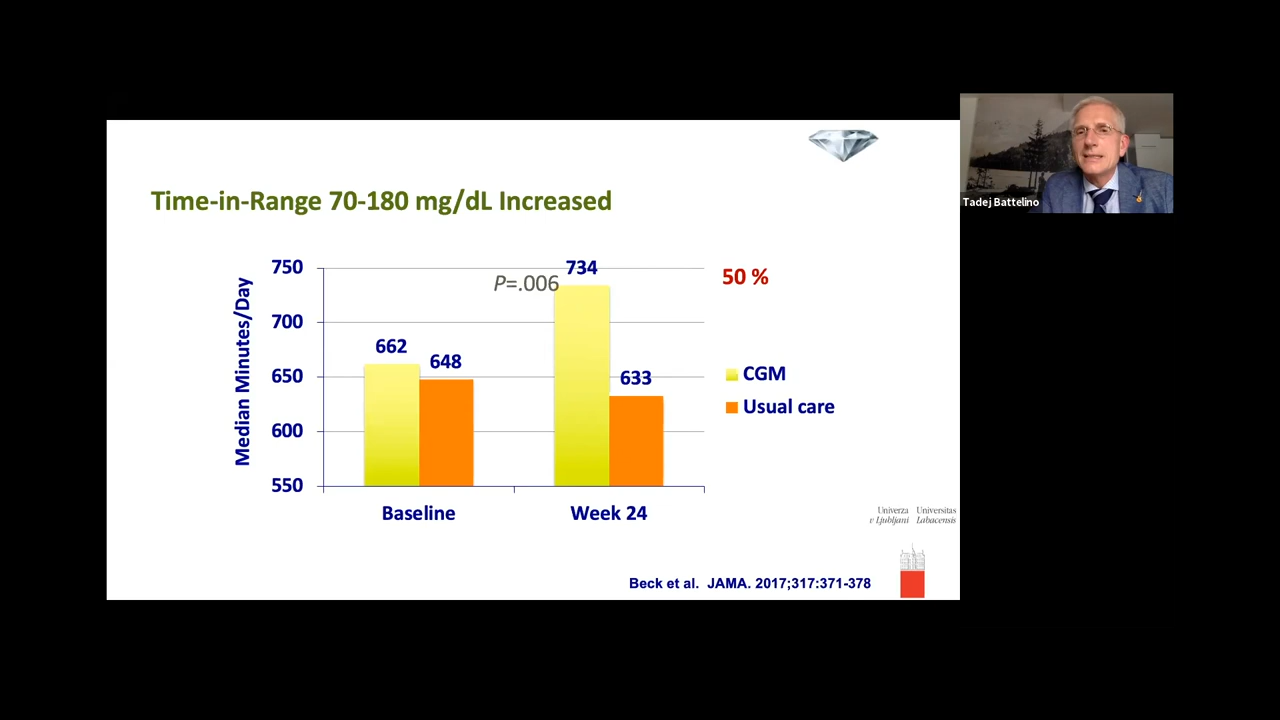 Tadej Battelino
Time-in-Range 70-180 mg/dL Increased
750
700
650
600
550
Median Minutes/Day
662
648
P=.006
734
633
50 %
CGM
Usual care
Baseline
Week 24
Univerza Universitas
v Ljubljani Labacensis
Beck et al. JAMA. 2017;317:371-378